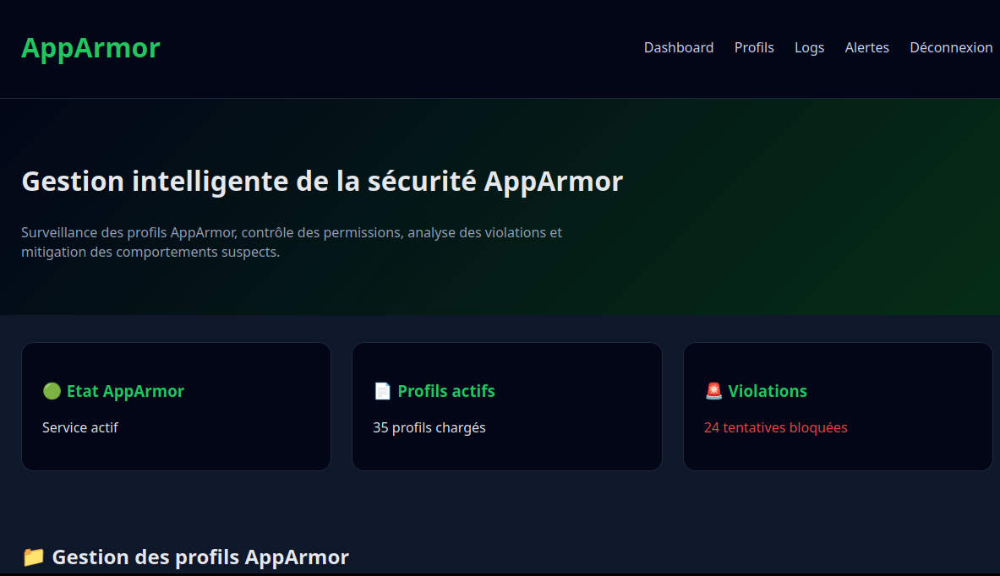 AppArmor
Dashboard Profils Logs Alertes Déconnexion
Gestion intelligente de la sécurité AppArmor
Surveillance des profils AppArmor, contrôle des permissions, analyse des violations et
mitigation des comportements suspects.
Etat AppArmor
Service actif
Profils actifs
35 profils chargés
Violations
24 tentatives bloquées
Gestion des profils AppArmor